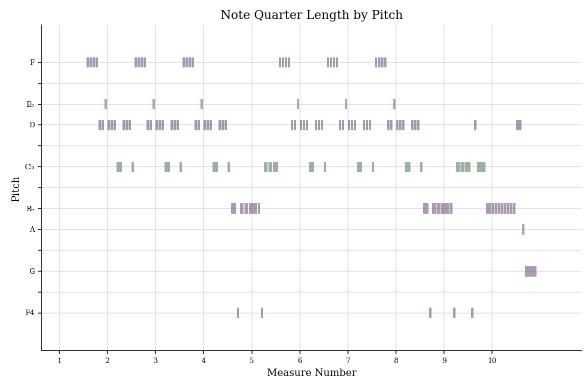 Note Quarter Length by Pitch
F
E♭
D
C5
Pitch
B♭
A
G
F4
1 2 3 4 5 6 7 8 9 10
Measure Number